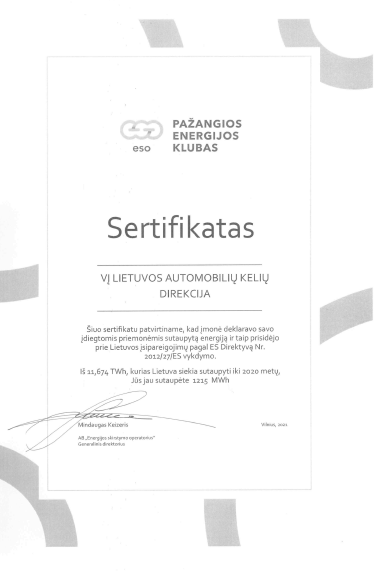 eso
PAŽANGIOS
ENERGIJOS
KLUBAS
Sertifikatas
VĮ LIETUVOS AUTOMOBILIŲ KELIŲ
DIREKCIJA
Šiuo sertifikatu patvirtiname, kad įmonė deklaravo savo
įdiegtomis priemonėmis sutaupytą energiją ir taip prisidėjo
prie Lietuvos įsipareigojimų pagal ES Direktyvą Nr.
2012/27/ES vykdymo.
Iš 11,674 TWh, kurias Lietuva siekia sutaupyti iki 2020 metų,
Jūs jau sutaupėte 1215 MWh
Mindaugas Keizeris
Vilnius, 2021
AB „Energijos skirstymo operatorius“
Generalinis direktorius